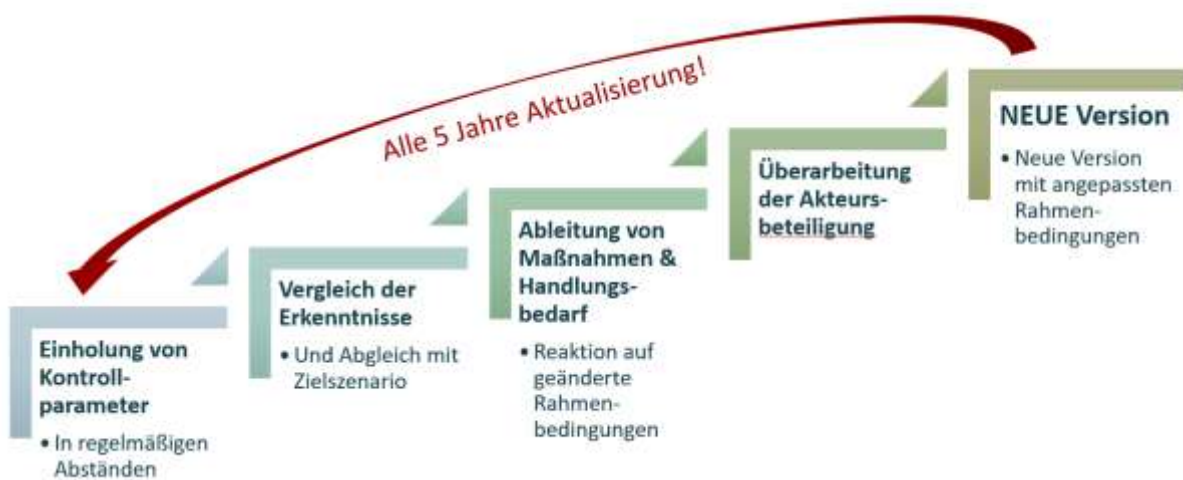 Alle 5 Jahre Aktualisierung!
Einholung von
Kontroll-
parameter
• In regelmäßigen
Abständen
Vergleich der
Erkenntnisse
• Und Abgleich mit
Zielszenario
Ableitung von
Maßnahmen &
Handlungs-
bedarf
• Reaktion auf
geänderte
Rahmen-
bedingungen
Überarbeitung
der Akteurs-
beteiligung
NEUE Version
• Neue Version
mit angepassten
Rahmen-
bedingungen